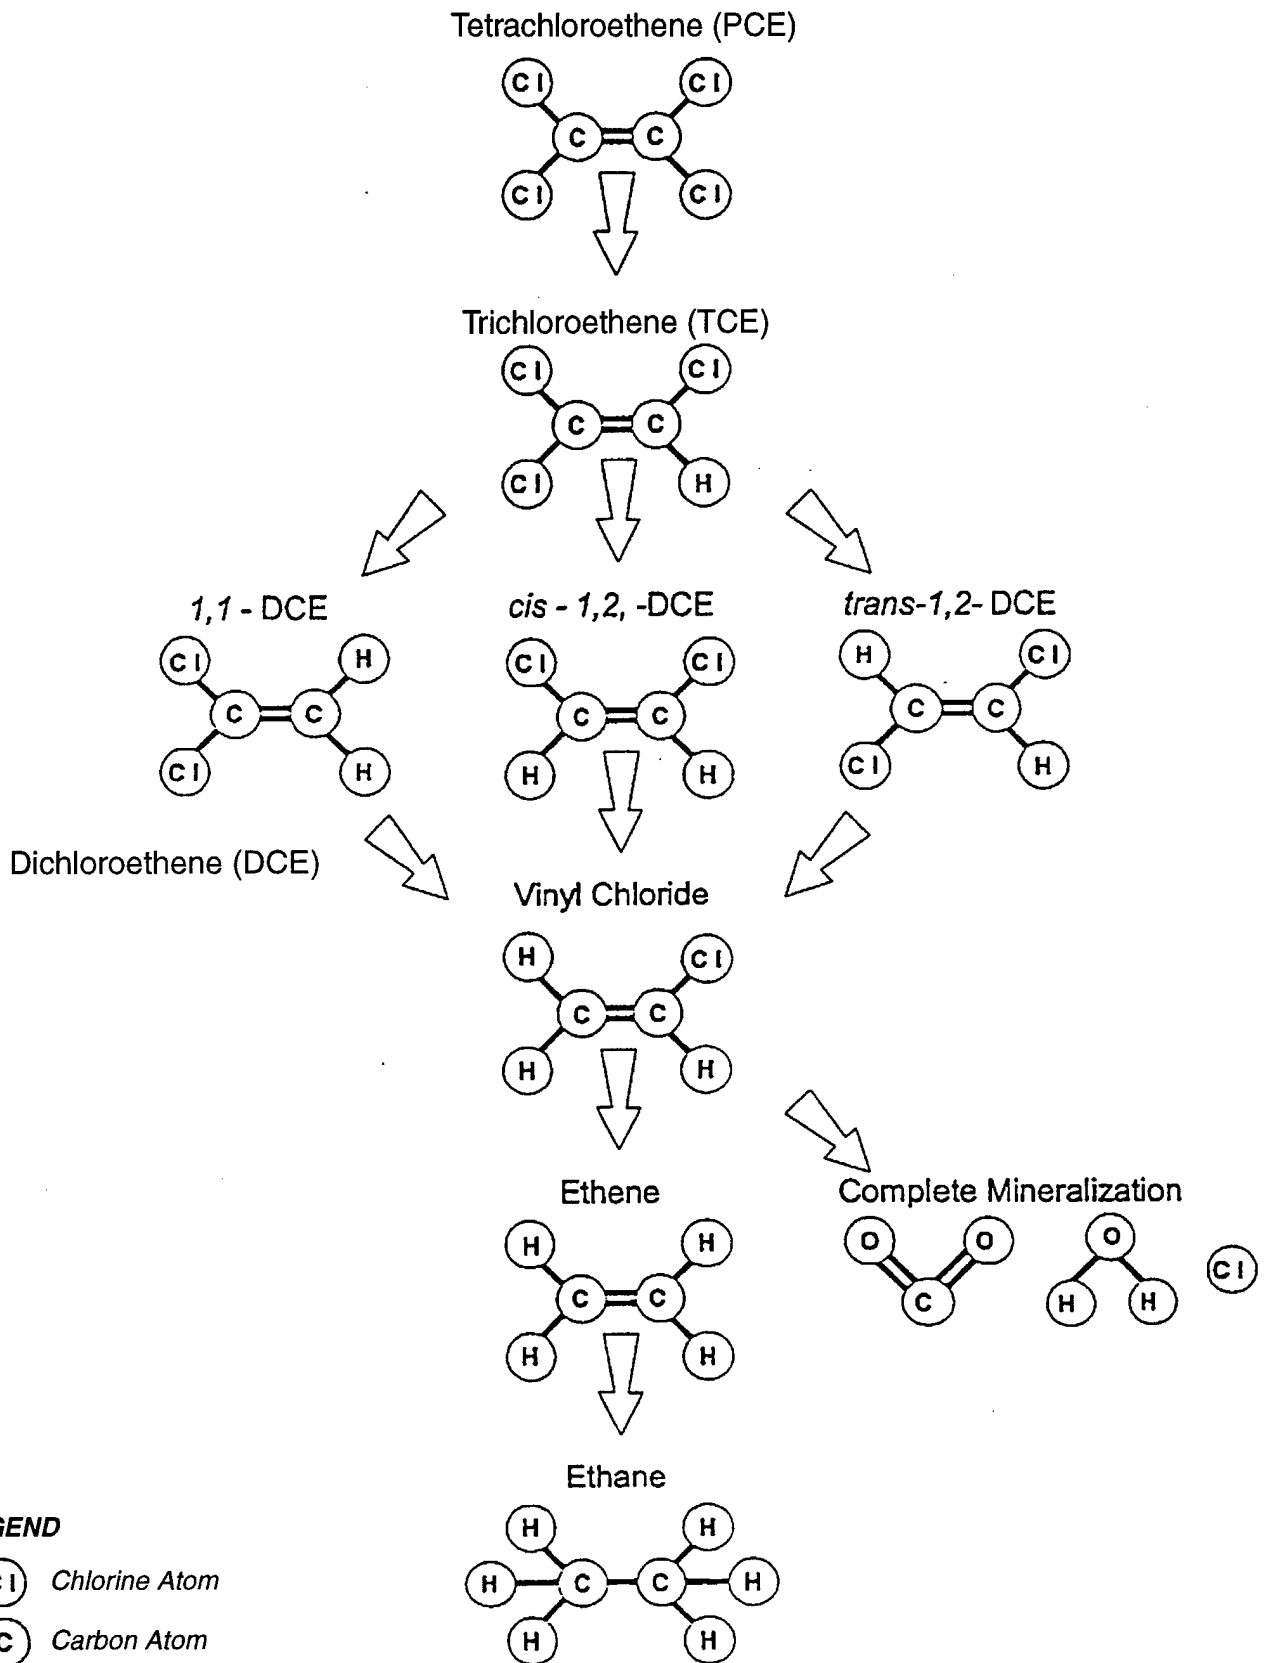 Tetrachloroethene (PCE)
Cl Cl
C C
Cl Cl
Trichloroethene (TCE)
Cl Cl
C C
Cl H
1,1 - DCE cis - 1,2, -DCE trans-1,2- DCE
Cl H Cl Cl H Cl
C C C C C C
Cl H H H Cl H
Dichloroethene (DCE)
Vinyl Chloride
H Cl
C C
H H
Ethene Complete Mineralization
H H O O O Cl
C C C H H
H H
Ethane
H H
H C C H
H H
GEND
Cl Chlorine Atom
C Carbon Atom